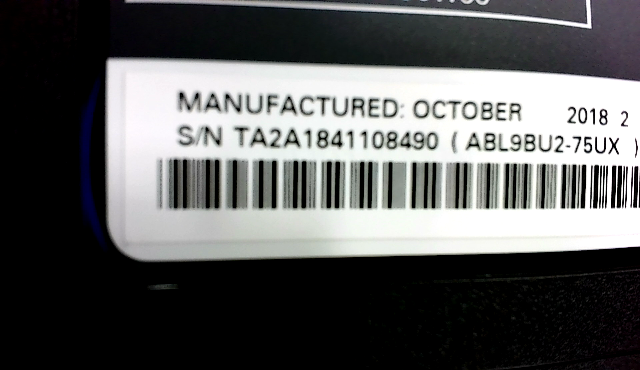 MANUFACTURED: OCTOBER 2018 2
S/N TA2A1841108490 ( ABL9BU2-75UX )